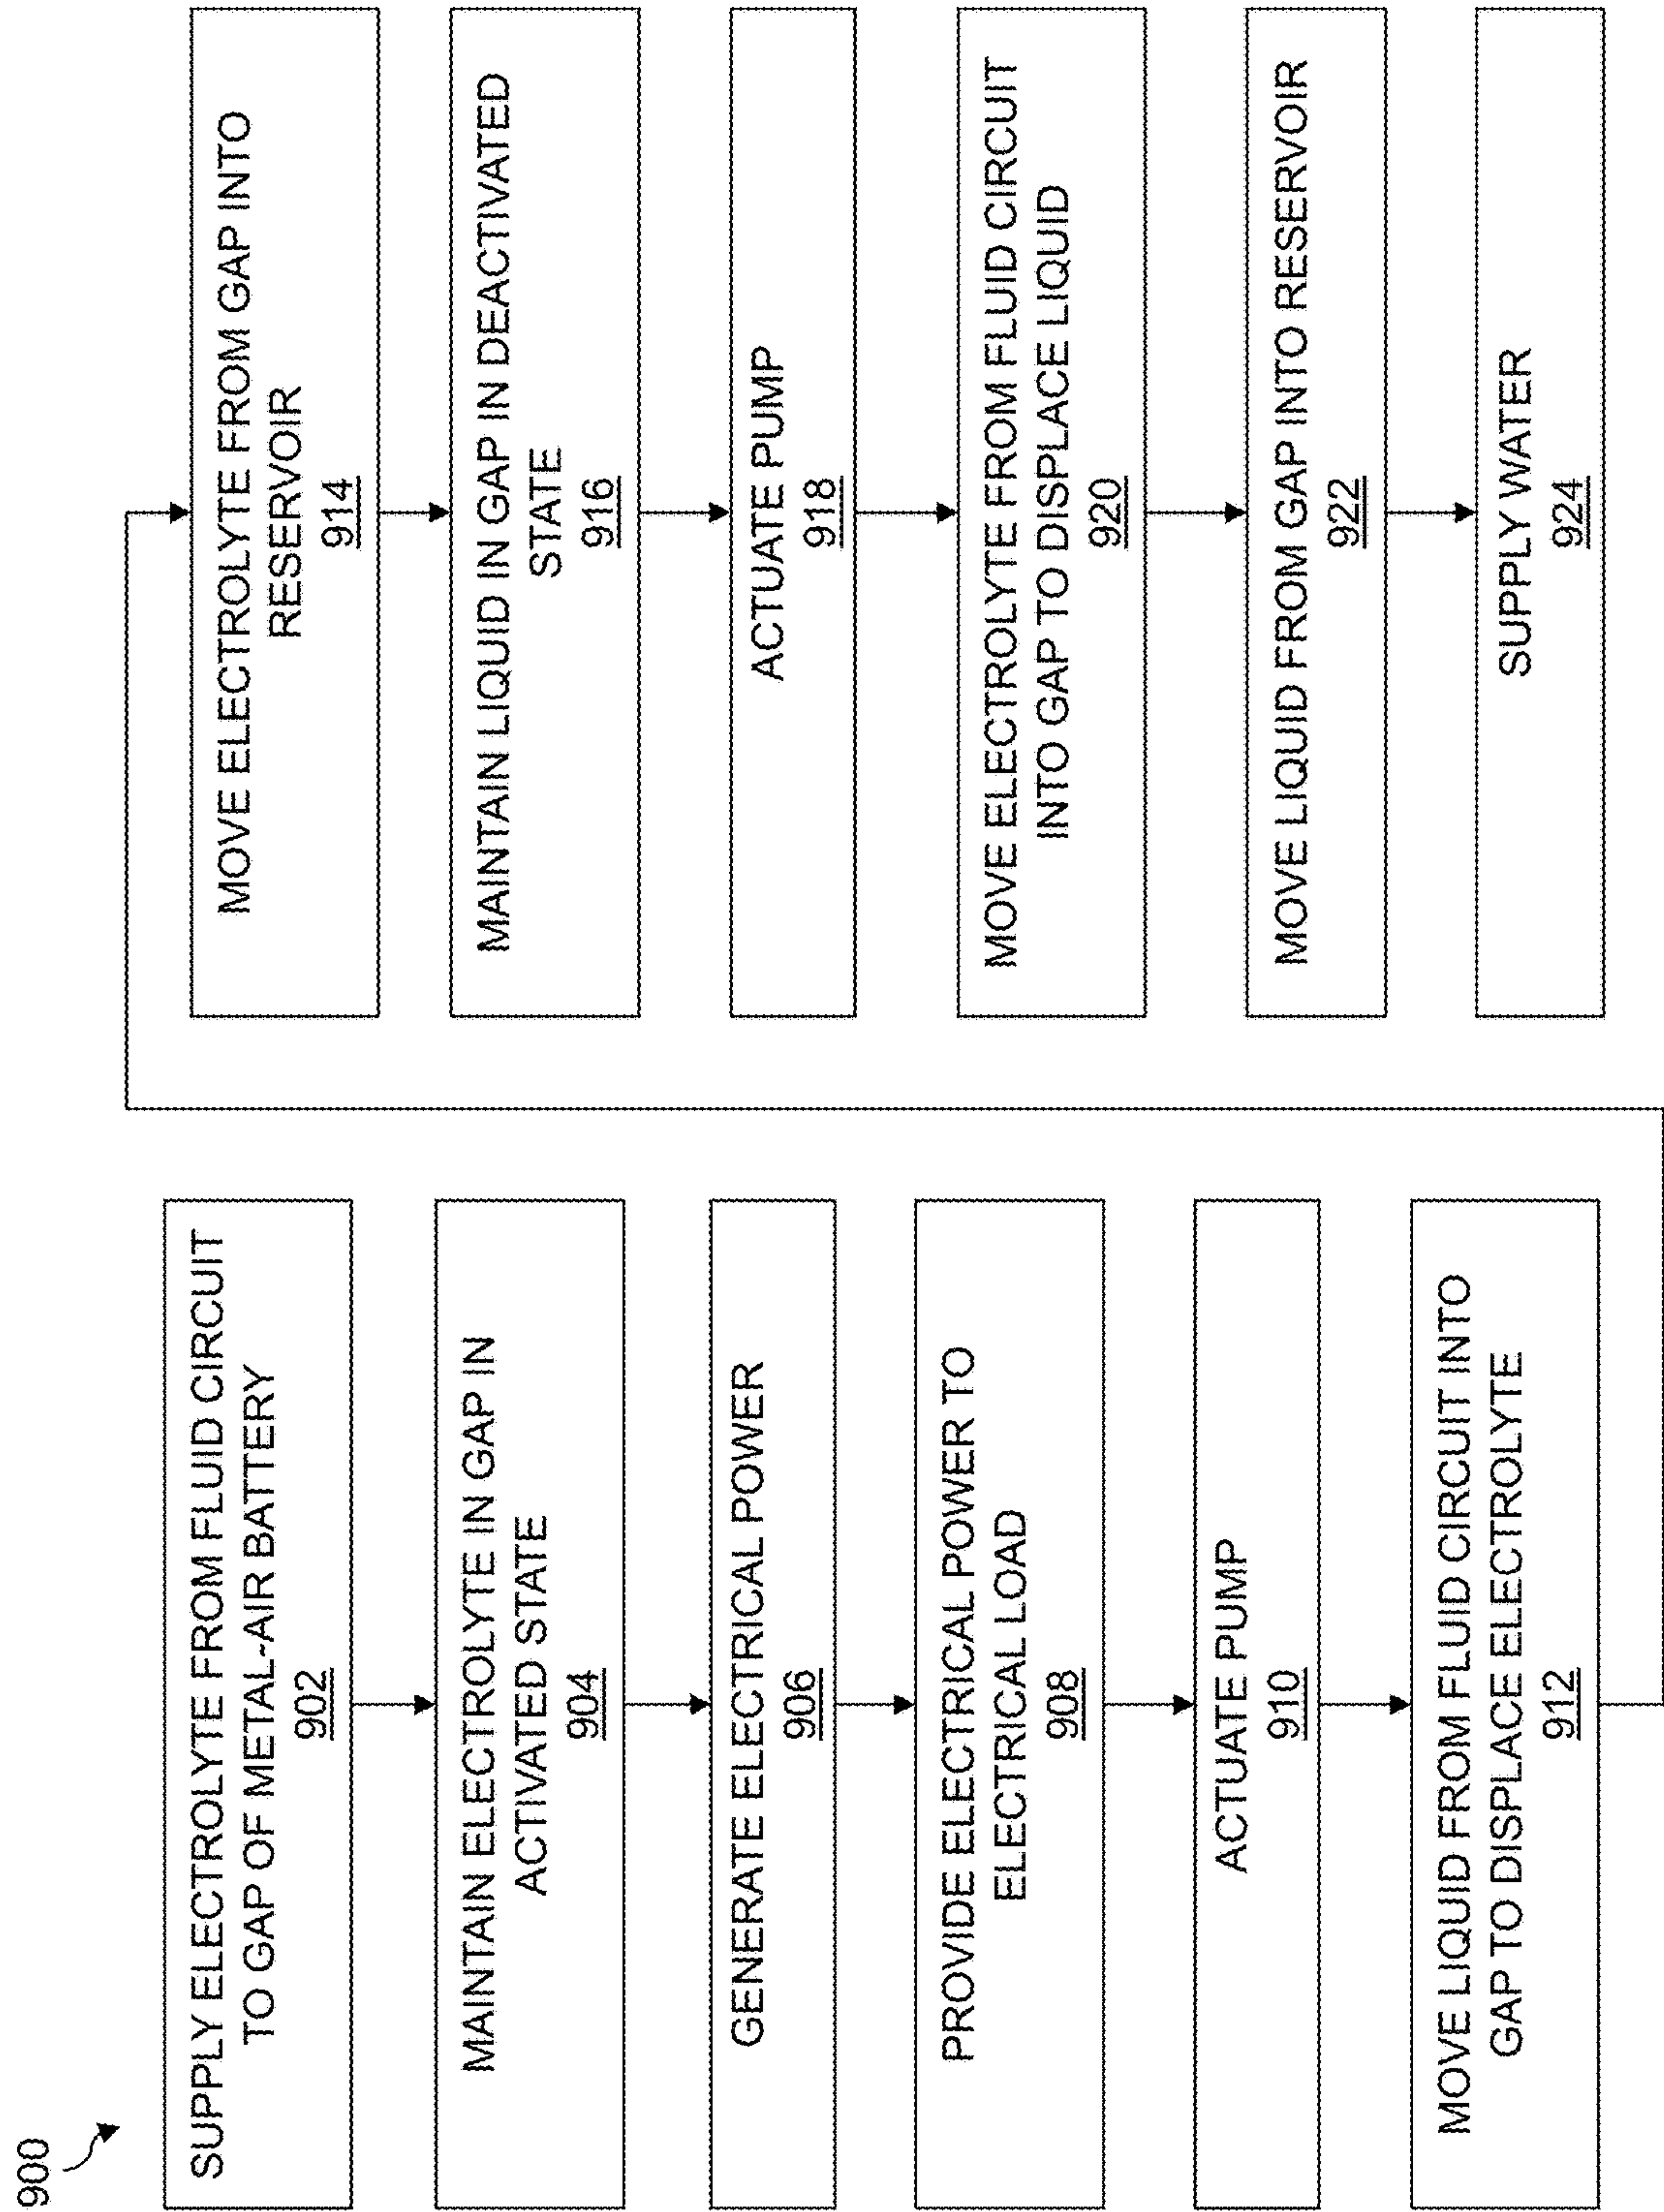 900
SUPPLY ELECTROLYTE FROM FLUID CIRCUIT
TO GAP OF METAL-AIR BATTERY
902
MAINTAIN ELECTROLYTE IN GAP IN
ACTIVATED STATE
904
GENERATE ELECTRICAL POWER
906
PROVIDE ELECTRICAL POWER TO
ELECTRICAL LOAD
908
ACTUATE PUMP
910
MOVE LIQUID FROM FLUID CIRCUIT INTO
GAP TO DISPLACE ELECTROLYTE
912
MOVE ELECTROLYTE FROM GAP INTO
RESERVOIR
914
MAINTAIN LIQUID IN GAP IN DEACTIVATED
STATE
916
ACTUATE PUMP
918
MOVE ELECTROLYTE FROM FLUID CIRCUIT
INTO GAP TO DISPLACE LIQUID
920
MOVE LIQUID FROM GAP INTO RESERVOIR
922
SUPPLY WATER
924